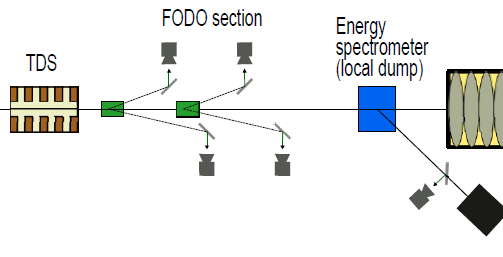 FODO section
Energy
spectrometer
(local dump)
TDS